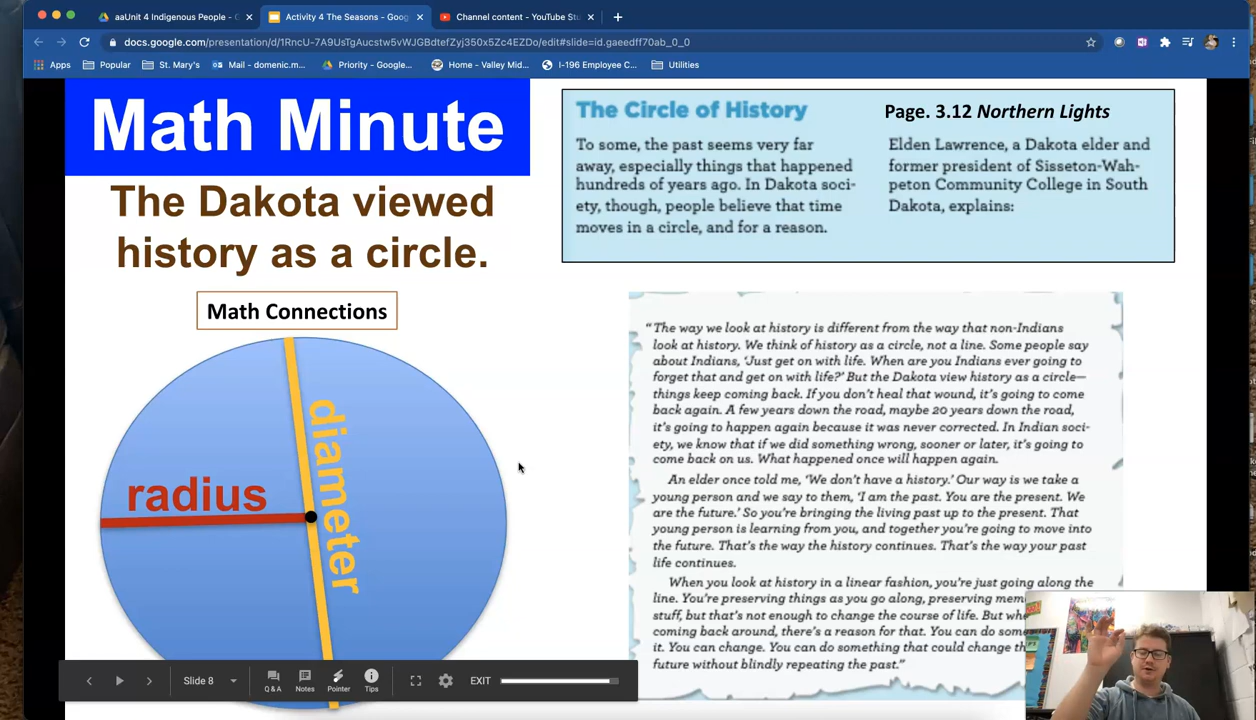 aaUnit 4 Indigenous People - G
Activity 4 The Seasons - Goog
Channel content - YouTube Stu
docs.google.com/presentation/d/1RncU-7A9UsTgAucstw5vWJGBdtefZyj350x5Zc4EZDo/edit#slide=id.gaeedff70ab_0_0
Apps
Popular
St. Mary's
Mail - domenic.m...
Priority - Google...
Home - Valley Mid...
I-196 Employee C...
Utilities
Math Minute
The Dakota viewed
history as a circle.
Math Connections
radius
diameter
The Circle of History
Page. 3.12 Northern Lights
To some, the past seems very far
away, especially things that happened
hundreds of years ago. In Dakota soci-
ety, though, people believe that time
moves in a circle, and for a reason.
Elden Lawrence, a Dakota elder and
former president of Sisseton-Wah-
peton Community College in South
Dakota, explains:
“The way we look at history is different from the way that non-Indians
look at history. We think of history as a circle, not a line. Some people say
about Indians, ‘Just get on with life. When are you Indians ever going to
forget that and get on with life?’ But the Dakota view history as a circle—
things keep coming back. If you don’t heal that wound, it’s going to come
back again. A few years down the road, maybe 20 years down the road,
it’s going to happen again because it was never corrected. In Indian soci-
ety, we know that if we did something wrong, sooner or later, it’s going to
come back on us. What happened once will happen again.
An elder once told me, ‘We don’t have a history.’ Our way is we take a
young person and we say to them, ‘I am the past. You are the present. We
are the future.’ So you’re bringing the living past up to the present. That
young person is learning from you, and together you’re going to move into
the future. That’s the way the history continues. That’s the way your past
life continues.
When you look at history in a linear fashion, you’re just going along the
line. You’re preserving things as you go along, preserving mem
stuff, but that’s not enough to change the course of life. But whe
coming back around, there’s a reason for that. You can do som
it. You can change. You can do something that could change th
future without blindly repeating the past.”
Slide 8
Q & A
Notes
Pointer
Tips
EXIT